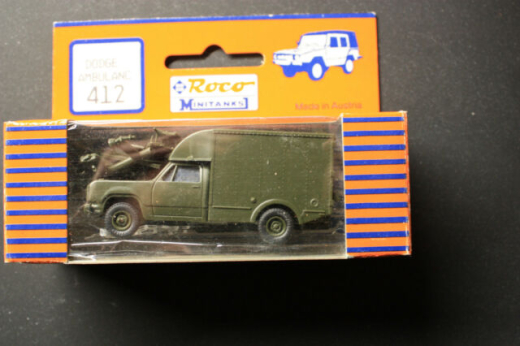 DODGE
AMBULANC
412
Roco
MINITANKS
Made in Austria